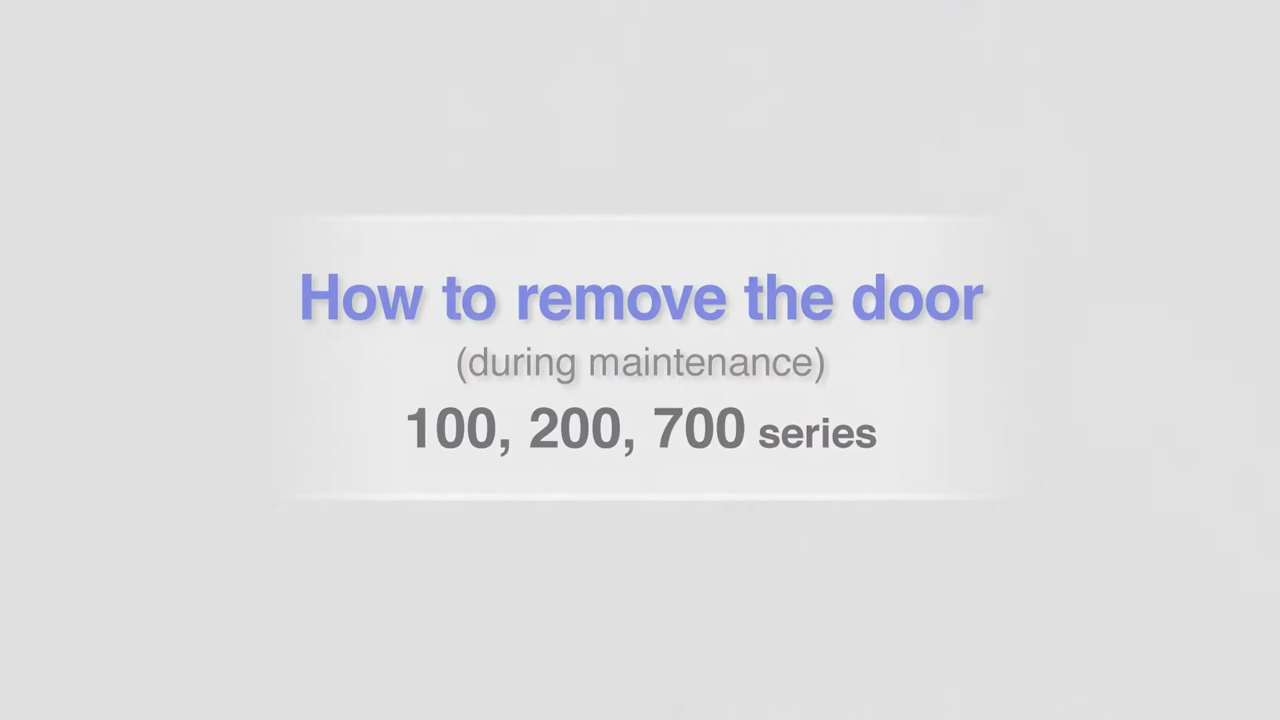 How to remove the door
(during maintenance)
100, 200, 700 series